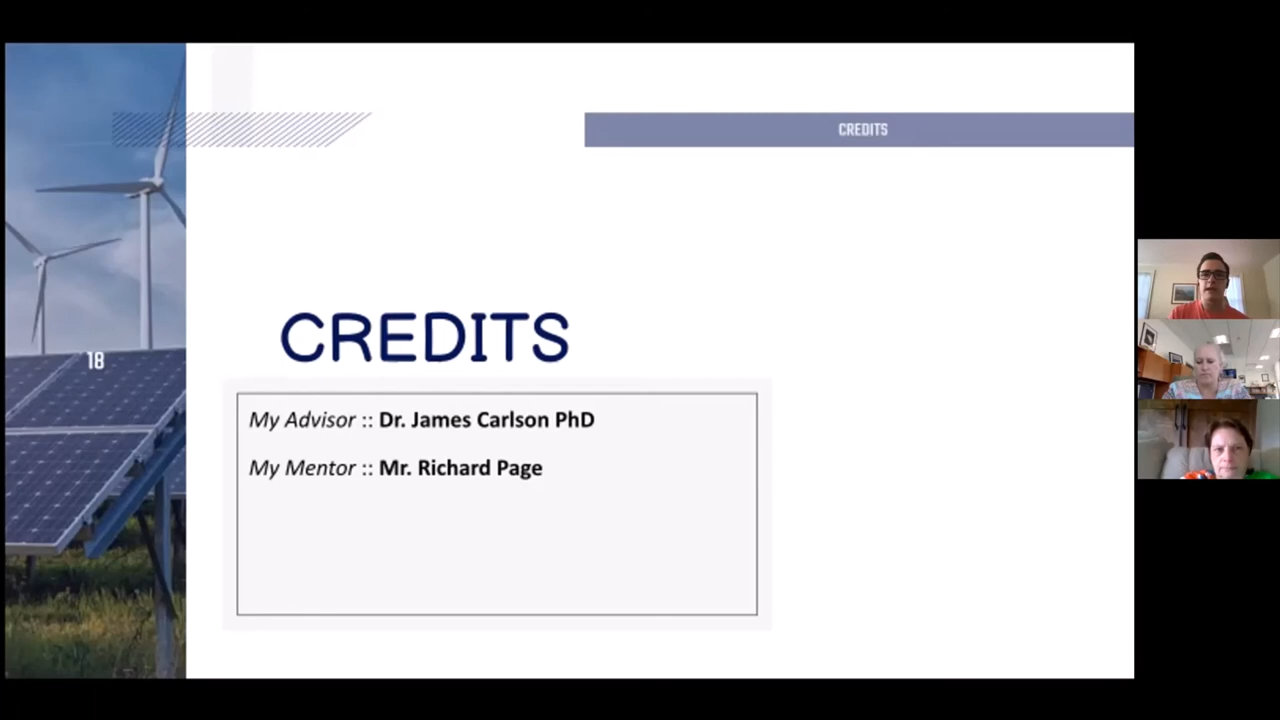 CREDITS
18
CREDITS
My Advisor :: Dr. James Carlson PhD
My Mentor :: Mr. Richard Page